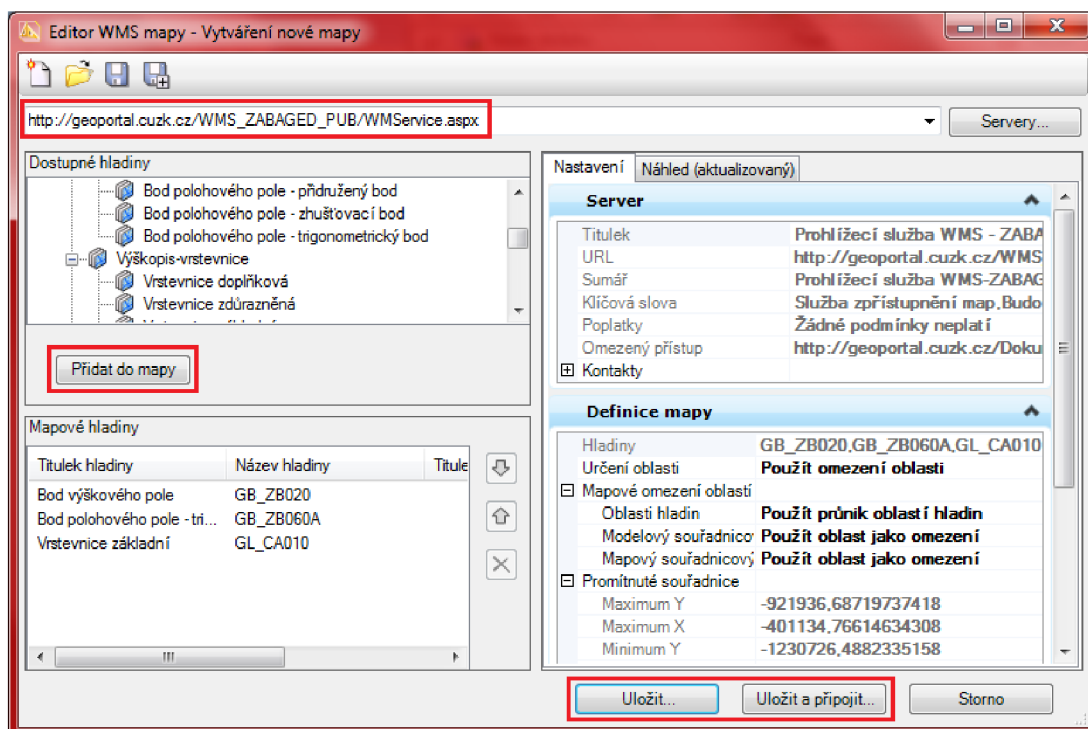 Editor WMS mapy - Vytváření nové mapy
http://geoportal.cuzk.cz/WMS_ZABAGED_PUB/WMService.aspx
Servery...
Dostupné hladiny
Bod polohového pole - přidružený bod
Bod polohového pole - zhušťovací bod
Bod polohového pole - trigonometrický bod
Výškopis-vrstevnice
Vrstevnice doplňková
Vrstevnice zdůrazněná
Přidat do mapy
Mapové hladiny
Titulek hladiny Název hladiny Titule
Bod výškového pole GB_ZB020
Bod polohového pole - tri... GB_ZB060A
Vrstevnice základní GL_CA010
Nastavení Náhled (aktualizovaný)
Server
Titulek Prohlížecí služba WMS - ZABA
URL http://geoportal.cuzk.cz/WMS
Sumář Prohlížecí služba WMS-ZABAG
Klíčová slova Služba zpřístupnění map,Budo
Poplatky Žádné podmínky neplatí
Omezený přístup http://geoportal.cuzk.cz/Doku
Kontakty
Definice mapy
Hladiny GB_ZB020,GB_ZB060A,GL_CA010
Určení oblasti Použít omezení oblasti
Mapové omezení oblastí
Oblasti hladin Použít průnik oblastí hladin
Modelový souřadnico Použít oblast jako omezení
Mapový souřadnicový Použít oblast jako omezení
Promítnuté souřadnice
Maximum Y -921936,68719737418
Maximum X -401134,76614634308
Minimum Y -1230726,4882335158
Uložit... Uložit a připojit... Storno